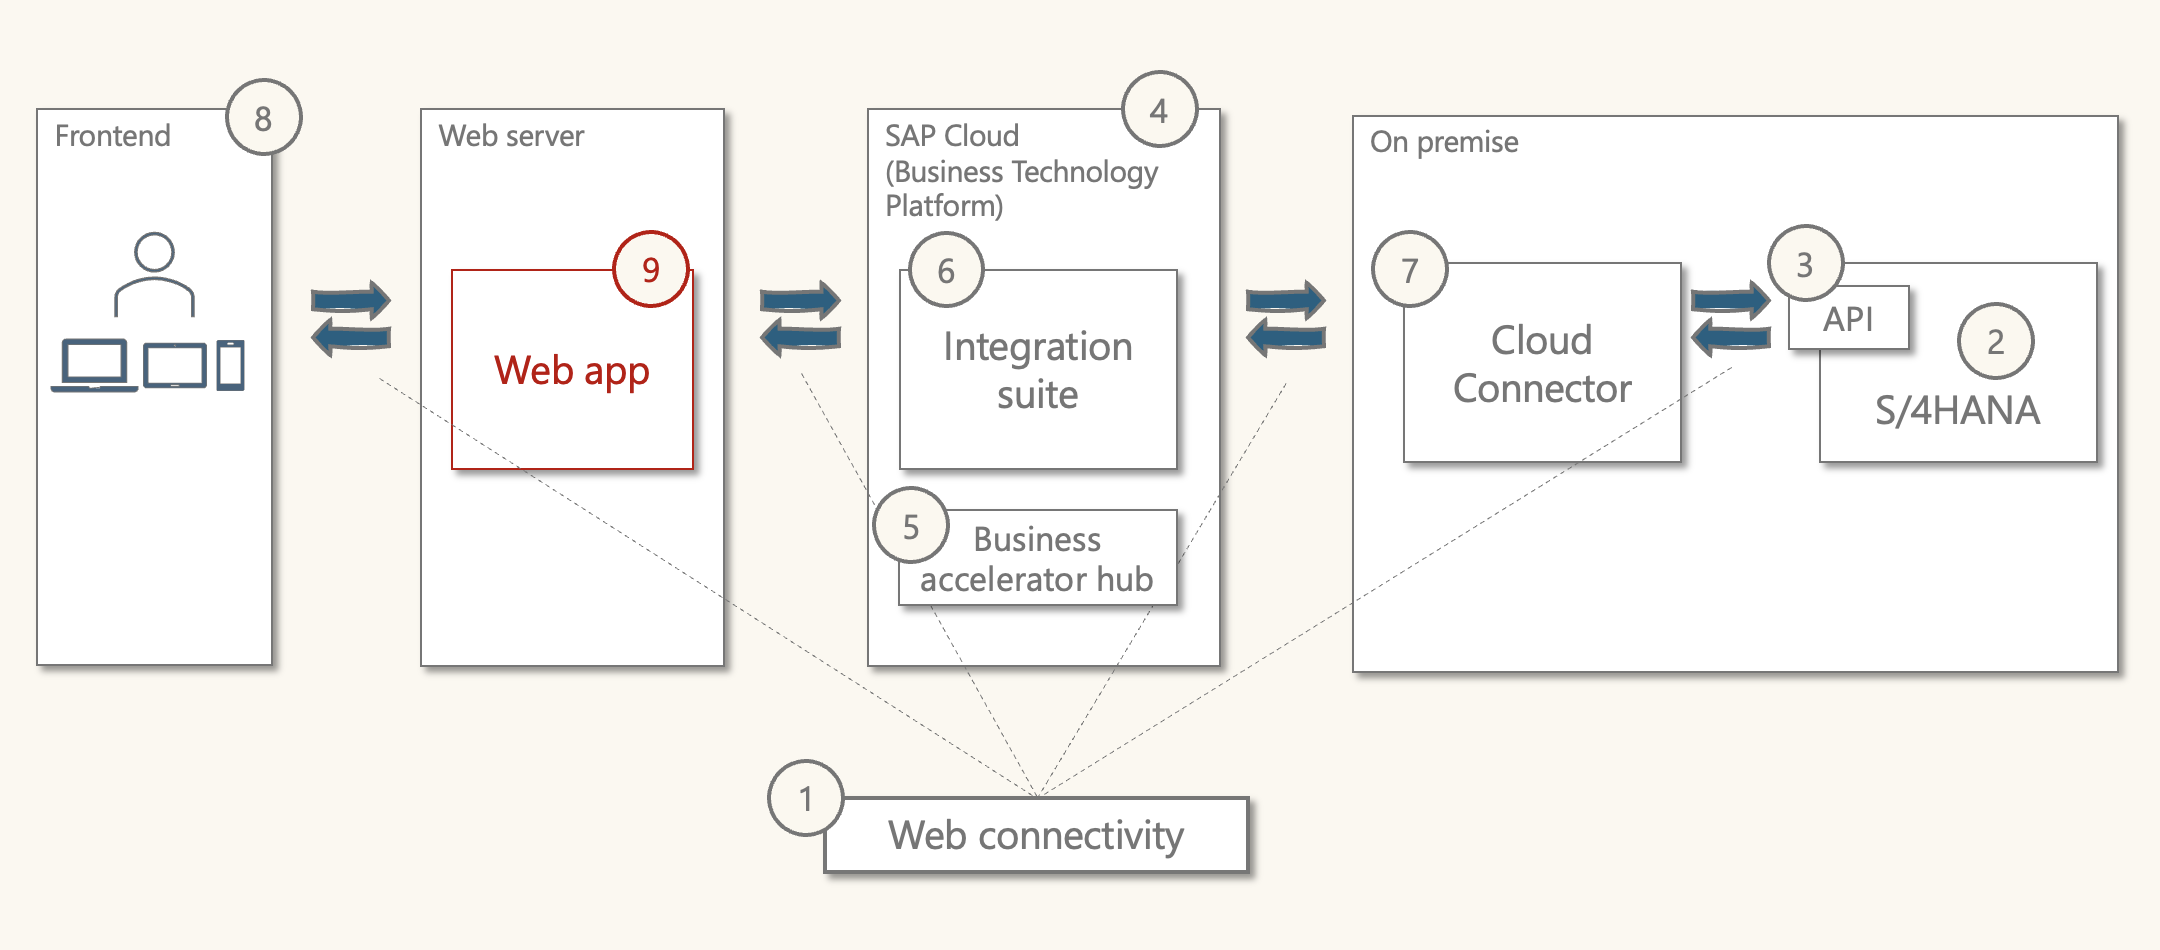 Frontend
8
Web server
9
Web app
4
SAP Cloud
(Business Technology
Platform)
6
Integration
suite
5
Business
accelerator hub
On premise
7
Cloud
Connector
3
API
2
S/4HANA
1
Web connectivity